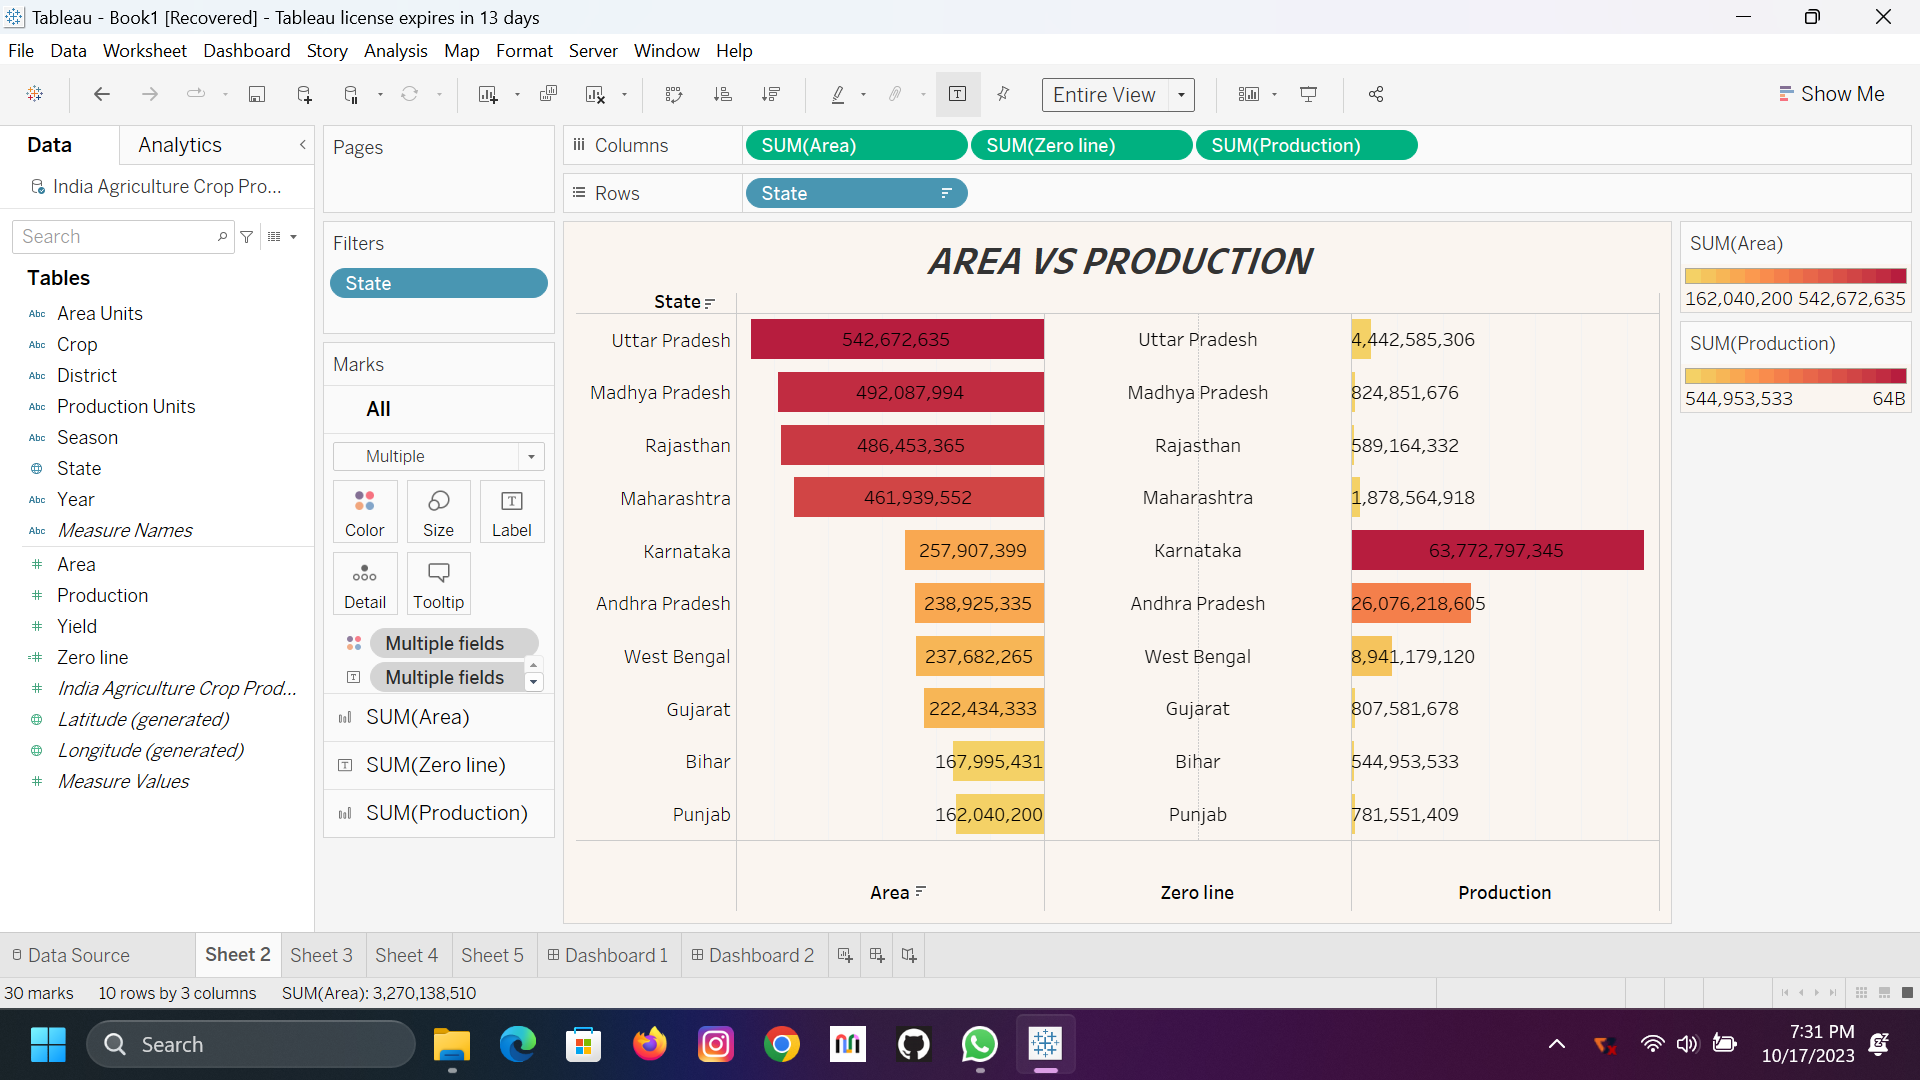 Tableau - Book1 [Recovered] - Tableau license expires in 13 days
File Data Worksheet Dashboard Story Analysis Map Format Server Window Help
Entire View
Show Me
Data Analytics
India Agriculture Crop Pro...
Search
Tables
Abc Area Units
Abc Crop
Abc District
Abc Production Units
Abc Season
State
Abc Year
Abc Measure Names
# Area
# Production
# Yield
=# Zero line
# India Agriculture Crop Prod...
Latitude (generated)
Longitude (generated)
# Measure Values
Pages
Filters
State
Marks
All
Multiple
Color Size Label
Detail Tooltip
Multiple fields
Multiple fields
SUM(Area)
SUM(Zero line)
SUM(Production)
Columns SUM(Area) SUM(Zero line) SUM(Production)
Rows State
AREA VS PRODUCTION
State
Uttar Pradesh 542,672,635 Uttar Pradesh 4,442,585,306
Madhya Pradesh 492,087,994 Madhya Pradesh 824,851,676
Rajasthan 486,453,365 Rajasthan 589,164,332
Maharashtra 461,939,552 Maharashtra 1,878,564,918
Karnataka 257,907,399 Karnataka 63,772,797,345
Andhra Pradesh 238,925,335 Andhra Pradesh 26,076,218,605
West Bengal 237,682,265 West Bengal 8,941,179,120
Gujarat 222,434,333 Gujarat 807,581,678
Bihar 167,995,431 Bihar 544,953,533
Punjab 162,040,200 Punjab 781,551,409
Area Zero line Production
SUM(Area)
162,040,200 542,672,635
SUM(Production)
544,953,533 64B
Data Source Sheet 2 Sheet 3 Sheet 4 Sheet 5 Dashboard 1 Dashboard 2
30 marks 10 rows by 3 columns SUM(Area): 3,270,138,510
Search
7:31 PM
10/17/2023